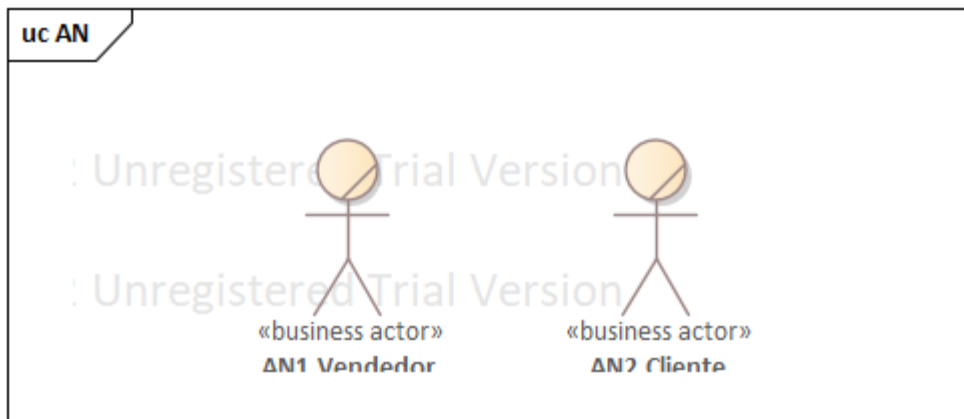 uc AN
: Unregistered Trial Version
: Unregistered Trial Version
«business actor» «business actor»
AN1 Vendedor AN2 Cliente